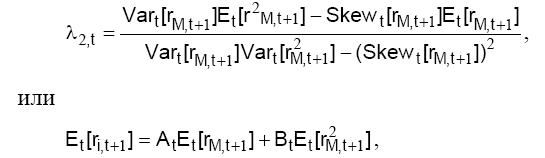 λ2,t = (Vart[rM,t+1]Et[r²M,t+1] − Skewt[rM,t+1]Et[rM,t+1]) / (Vart[rM,t+1]Vart[r²M,t+1] − (Skewt[rM,t+1])²),
или
Et[ri,t+1] = AtEt[rM,t+1] + BtEt[r²M,t+1],